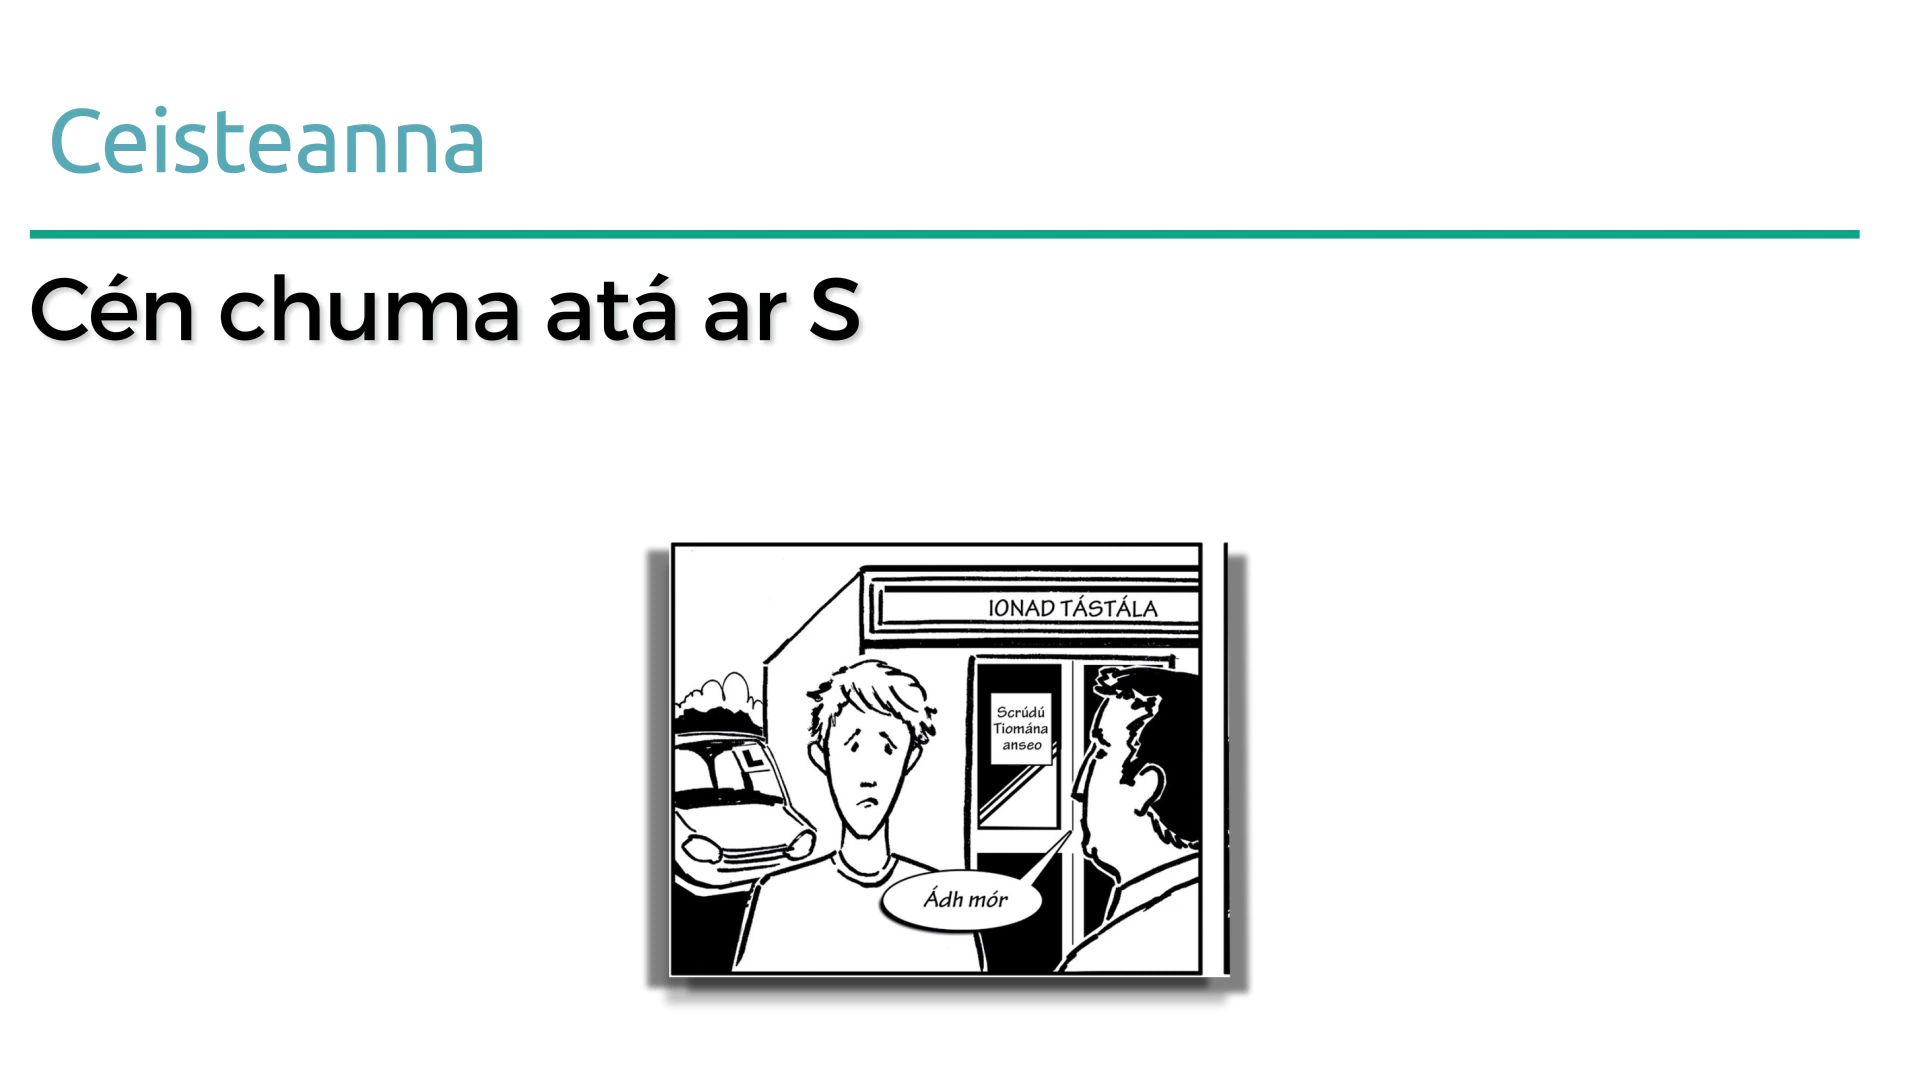 Ceisteanna
Cén chuma atá ar S
IONAD TÁSTÁLA
L
Scrúdú
Tiomána
anseo
Ádh mór